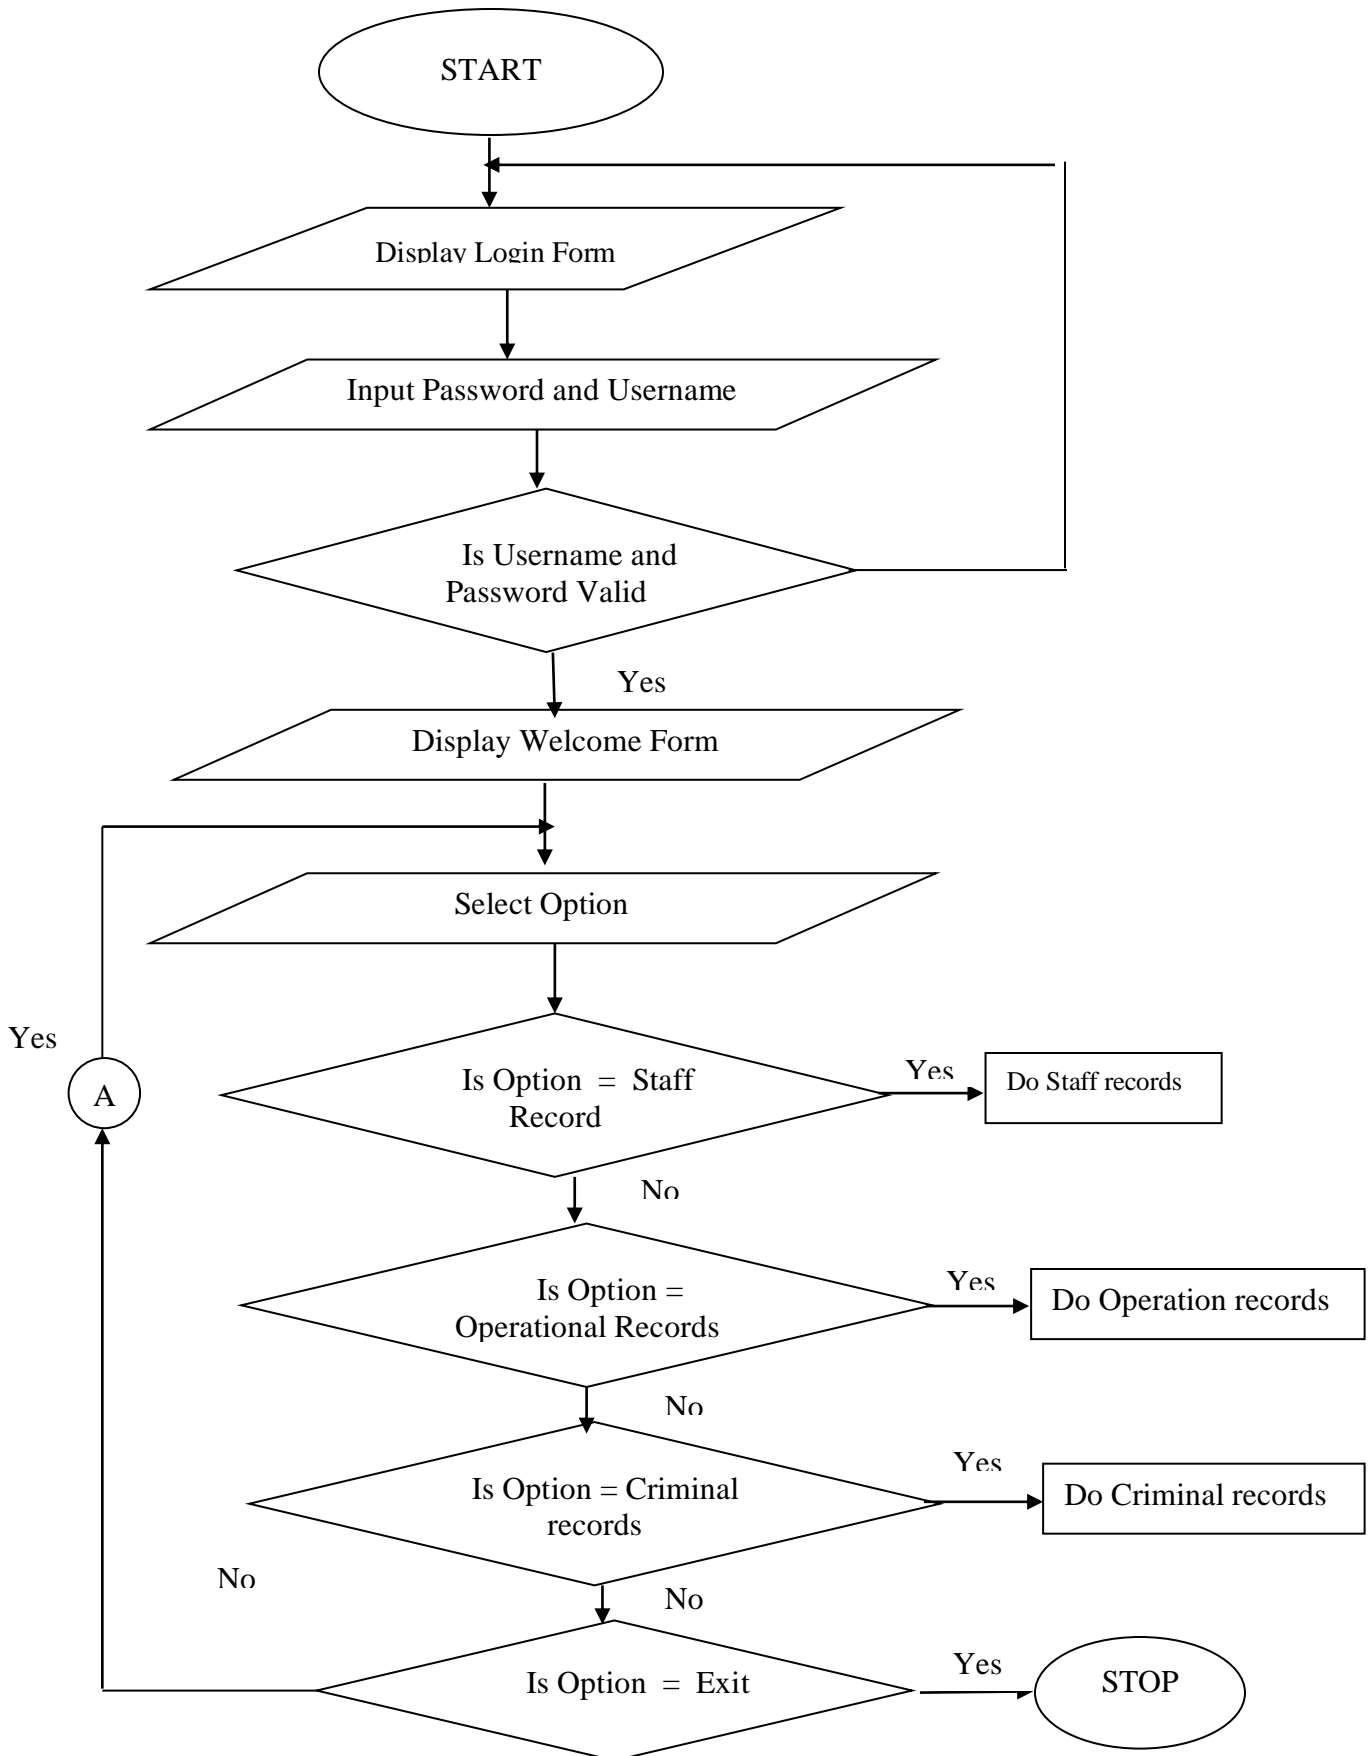 START
Display Login Form
Input Password and Username
Is Username and
Password Valid
Yes
Display Welcome Form
Select Option
Yes
A
Is Option = Staff
Record
Yes
Do Staff records
No
Is Option =
Operational Records
Yes
Do Operation records
No
Is Option = Criminal
records
Yes
Do Criminal records
No
No
Is Option = Exit
Yes
STOP